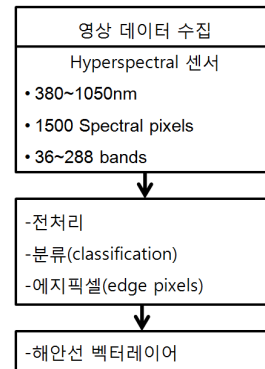 영상 데이터 수집
Hyperspectral 센서
• 380~1050nm
• 1500 Spectral pixels
• 36~288 bands
-전처리
-분류(classification)
-에지픽셀(edge pixels)
-해안선 벡터레이어